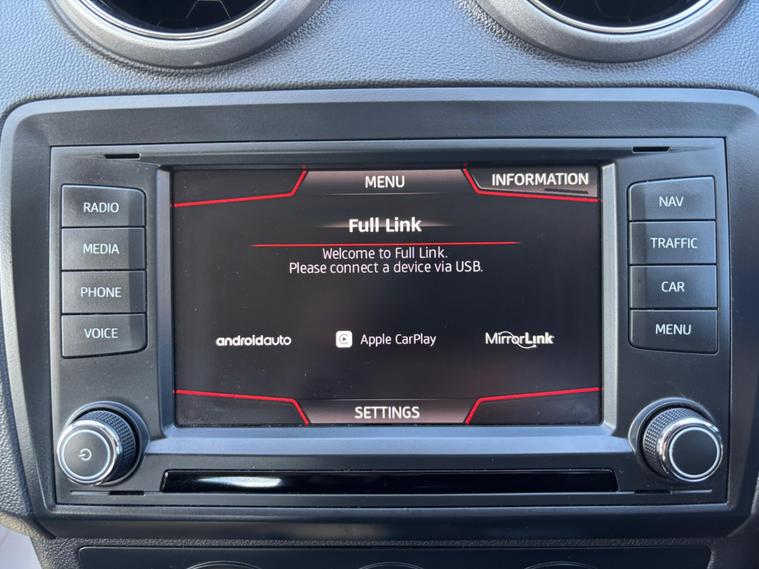 MENU
INFORMATION
RADIO
MEDIA
PHONE
VOICE
Full Link
Welcome to Full Link.
Please connect a device via USB.
androidauto
Apple CarPlay
MirrorLink
SETTINGS
NAV
TRAFFIC
CAR
MENU